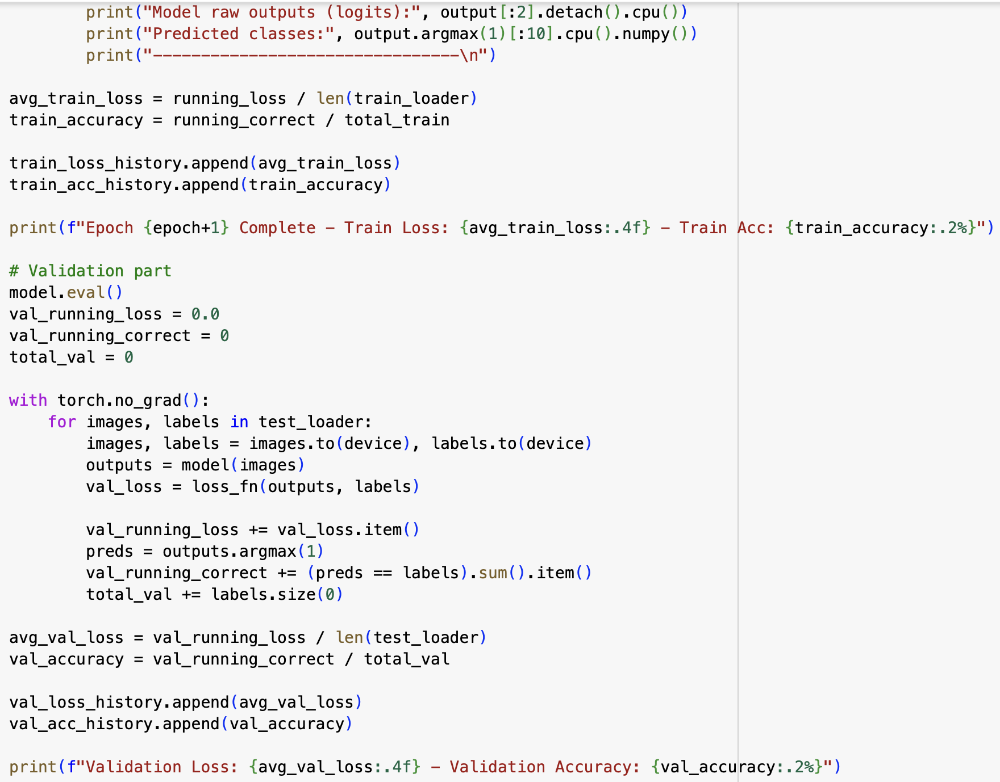 print("Model raw outputs (logits):", output[:2].detach().cpu())
print("Predicted classes:", output.argmax(1)[:10].cpu().numpy())
print("--------------------------------\n")
avg_train_loss = running_loss / len(train_loader)
train_accuracy = running_correct / total_train
train_loss_history.append(avg_train_loss)
train_acc_history.append(train_accuracy)
print(f"Epoch {epoch+1} Complete - Train Loss: {avg_train_loss:.4f} - Train Acc: {train_accuracy:.2%}")
# Validation part
model.eval()
val_running_loss = 0.0
val_running_correct = 0
total_val = 0
with torch.no_grad():
for images, labels in test_loader:
images, labels = images.to(device), labels.to(device)
outputs = model(images)
val_loss = loss_fn(outputs, labels)
val_running_loss += val_loss.item()
preds = outputs.argmax(1)
val_running_correct += (preds == labels).sum().item()
total_val += labels.size(0)
avg_val_loss = val_running_loss / len(test_loader)
val_accuracy = val_running_correct / total_val
val_loss_history.append(avg_val_loss)
val_acc_history.append(val_accuracy)
print(f"Validation Loss: {avg_val_loss:.4f} - Validation Accuracy: {val_accuracy:.2%}")